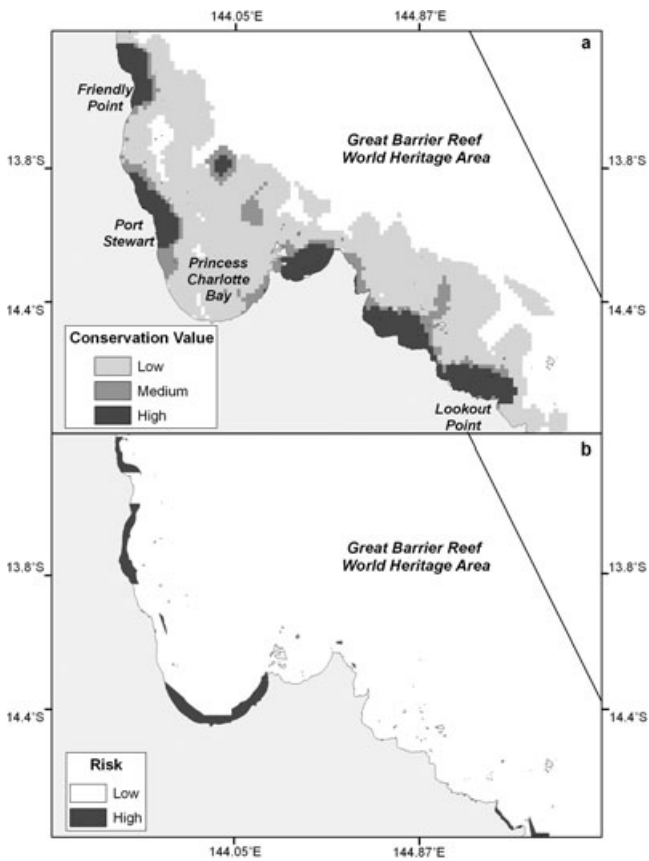 144.05°E
144.87°E
a
Friendly
Point
Great Barrier Reef
World Heritage Area
13.8°S
13.8°S
Port
Stewart
Princess
Charlotte
Bay
14.4°S
14.4°S
Conservation Value
Low
Medium
High
Lookout
Point
b
Great Barrier Reef
World Heritage Area
13.8°S
13.8°S
14.4°S
14.4°S
Risk
Low
High
144.05°E
144.87°E